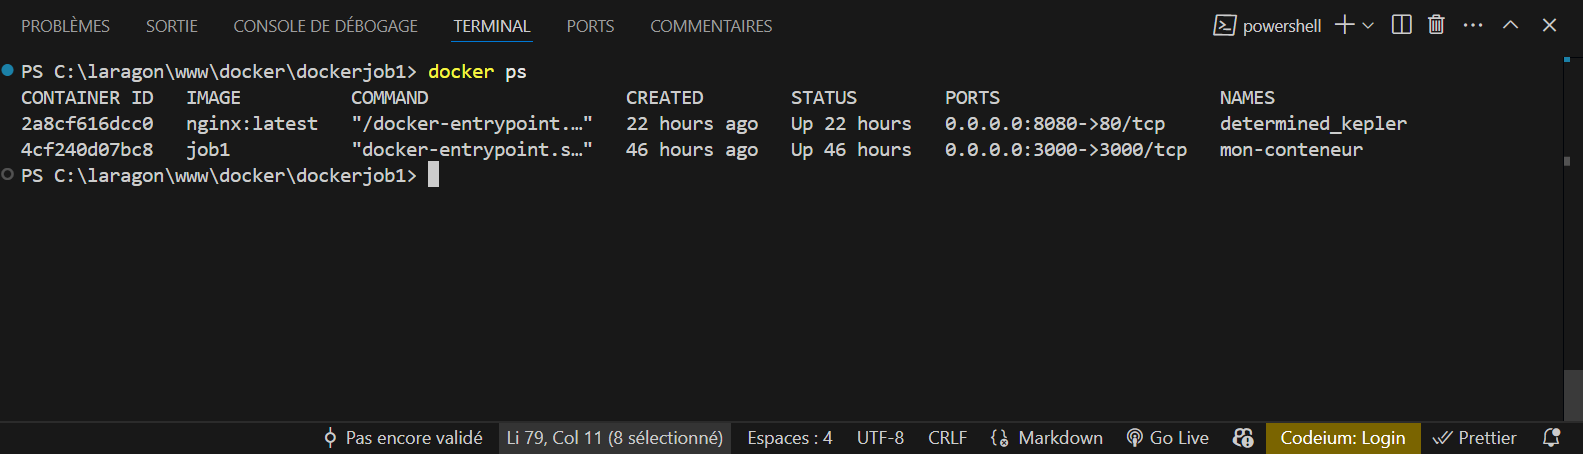 PROBLÈMES SORTIE CONSOLE DE DÉBOGAGE TERMINAL PORTS COMMENTAIRES powershell
PS C:\laragon\www\docker\dockerjob1> docker ps
CONTAINER ID IMAGE COMMAND CREATED STATUS PORTS NAMES
2a8cf616dcc0 nginx:latest "/docker-entrypoint.…" 22 hours ago Up 22 hours 0.0.0.0:8080->80/tcp determined_kepler
4cf240d07bc8 job1 "docker-entrypoint.s…" 46 hours ago Up 46 hours 0.0.0.0:3000->3000/tcp mon-conteneur
PS C:\laragon\www\docker\dockerjob1>
Pas encore validé Li 79, Col 11 (8 sélectionné) Espaces : 4 UTF-8 CRLF Markdown Go Live Codeium: Login Prettier